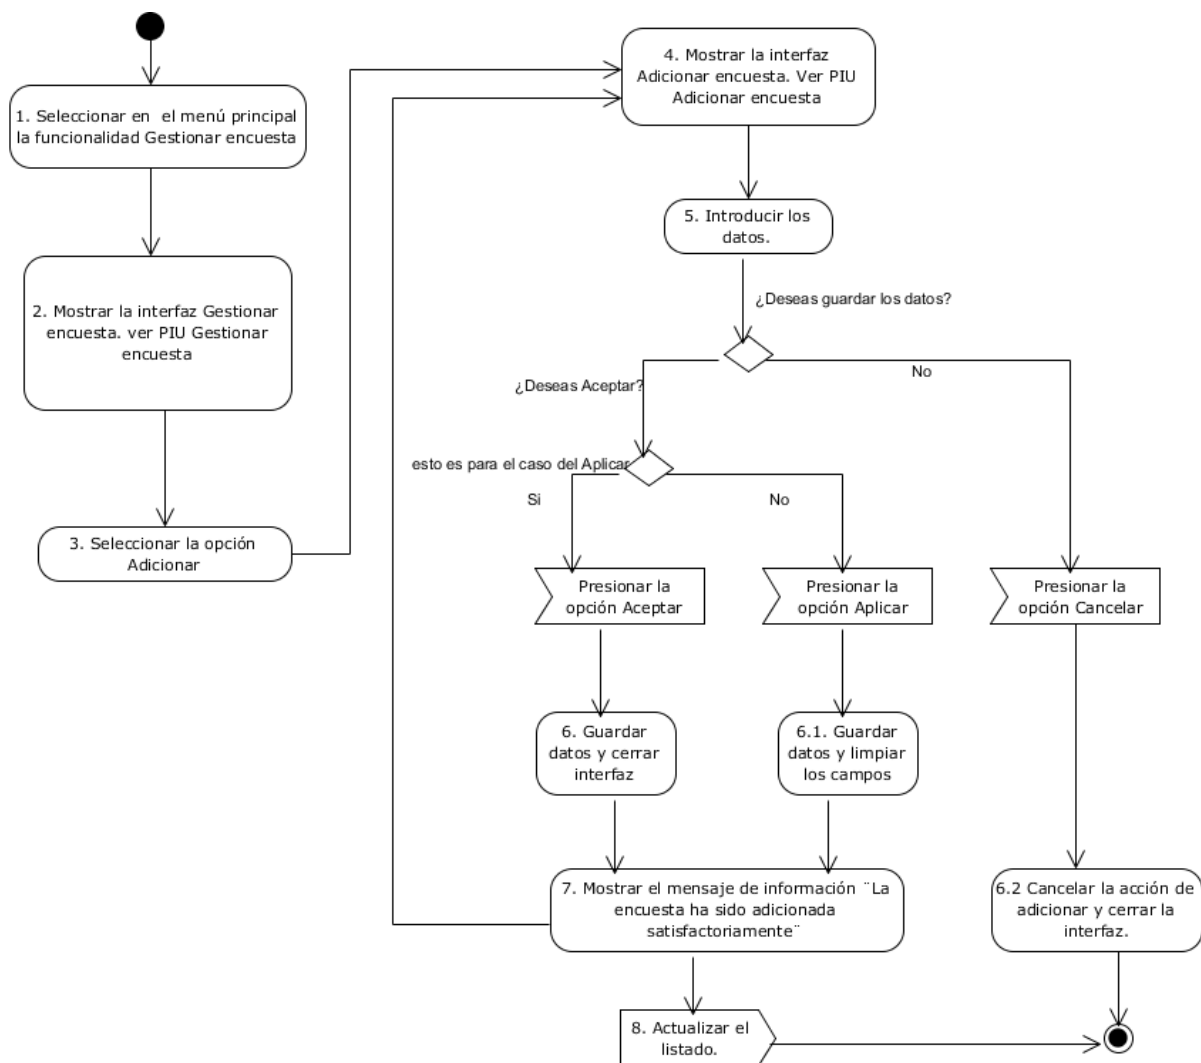 1. Seleccionar en  el menú principal
la funcionalidad Gestionar encuesta
2. Mostrar la interfaz Gestionar
encuesta. ver PIU Gestionar
encuesta
3. Seleccionar la opción
Adicionar
4. Mostrar la interfaz
Adicionar encuesta. Ver PIU
Adicionar encuesta
5. Introducir los
datos.
¿Deseas guardar los datos?
No
¿Deseas Aceptar?
esto es para el caso del Aplicar
Si
No
Presionar la
opción Aceptar
Presionar la
opción Aplicar
Presionar la
opción Cancelar
6. Guardar
datos y cerrar
interfaz
6.1. Guardar
datos y limpiar
los campos
7. Mostrar el mensaje de información ¨La
encuesta ha sido adicionada
satisfactoriamente¨
6.2 Cancelar la acción de
adicionar y cerrar la
interfaz.
8. Actualizar el
listado.